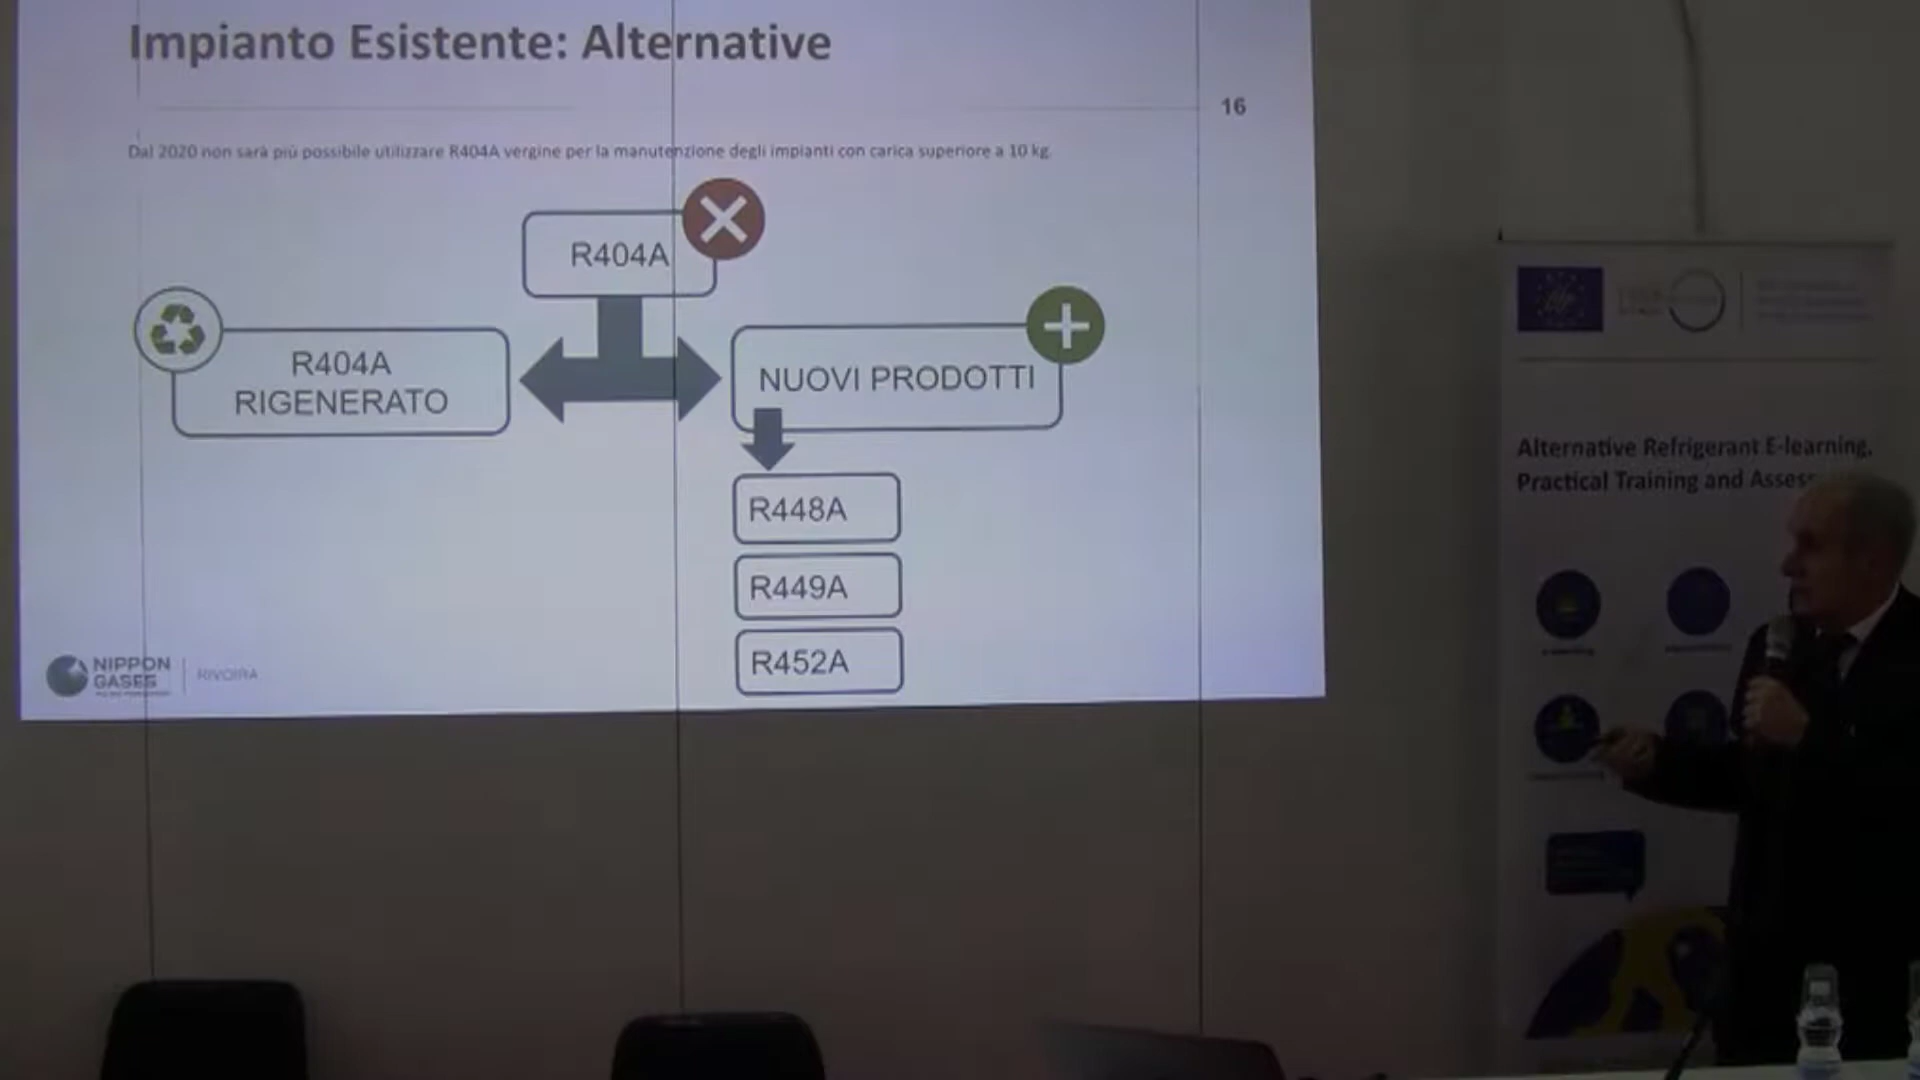 Impianto Esistente: Alternative
16
Dal 2020 non sarà più possibile utilizzare R404A vergine per la manutenzione degli impianti con carica superiore a 10 kg.
R404A
R404A
RIGENERATO
NUOVI PRODOTTI
R448A
R449A
R452A
NIPPON
GASES
RIVOIRA
Alternative Refrigerant E-learning,
Practical Training and Assess